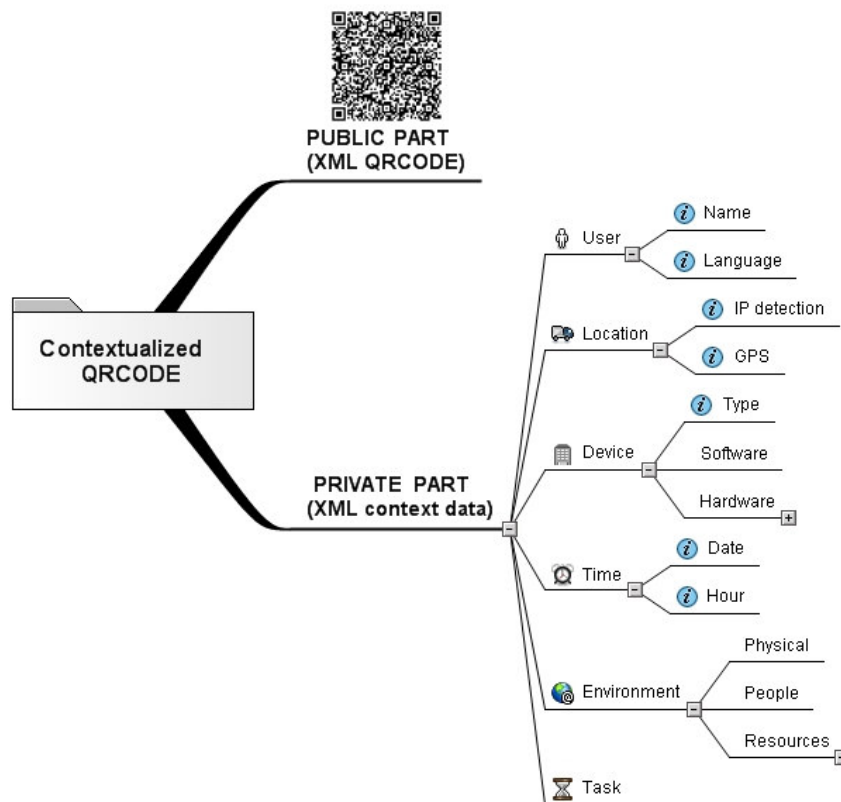 PUBLIC PART
(XML QRCODE)
Contextualized
QRCODE
PRIVATE PART
(XML context data)
User
Name
Language
Location
IP detection
GPS
Device
Type
Software
Hardware
Time
Date
Hour
Environment
Physical
People
Resources
Task